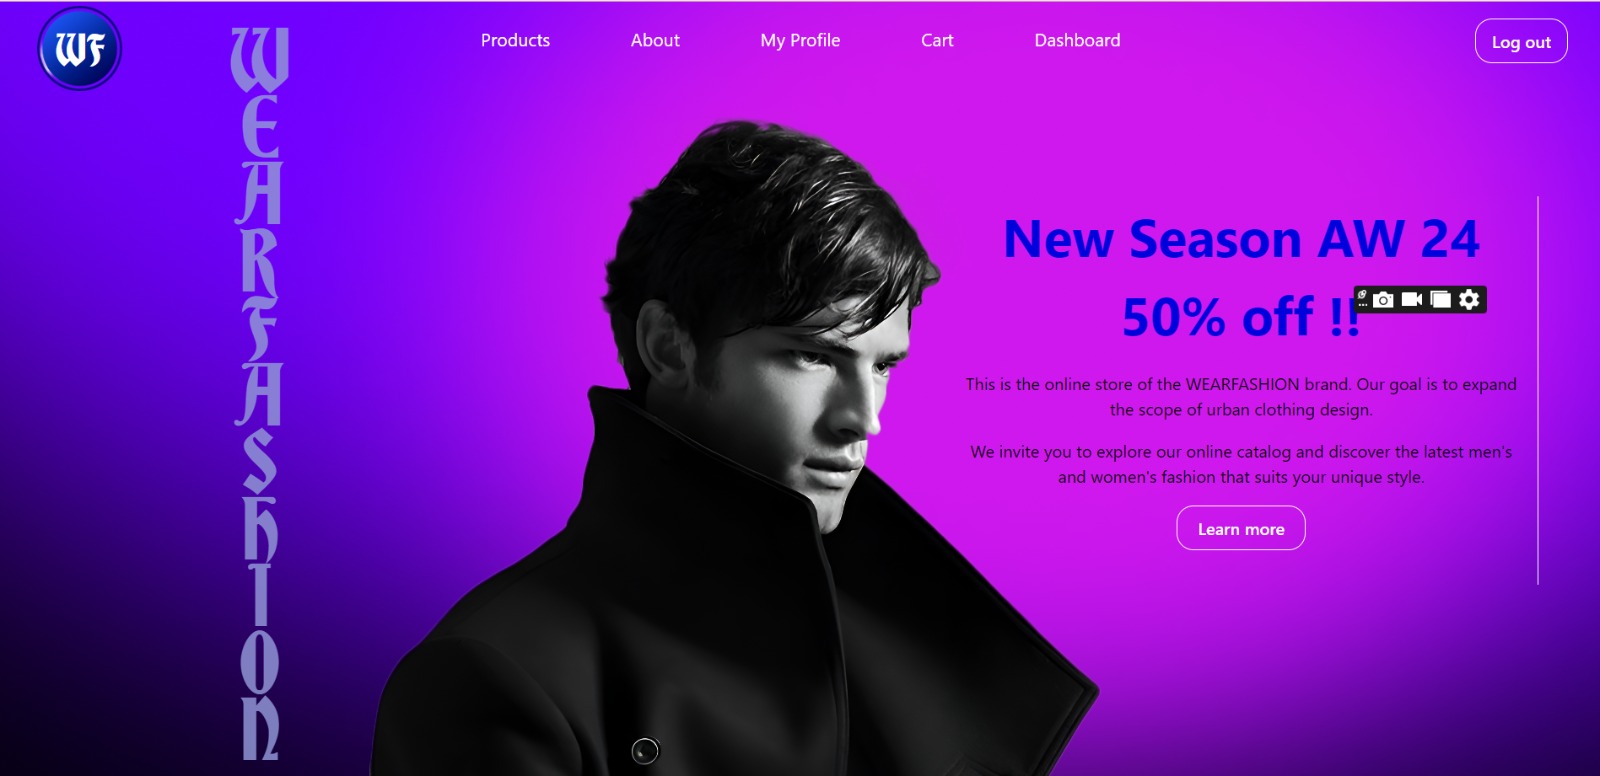 WF
Products About My Profile Cart Dashboard
Log out
WEARFASHION
New Season AW 24
50% off !!
This is the online store of the WEARFASHION brand. Our goal is to expand
the scope of urban clothing design.
We invite you to explore our online catalog and discover the latest men's
and women's fashion that suits your unique style.
Learn more